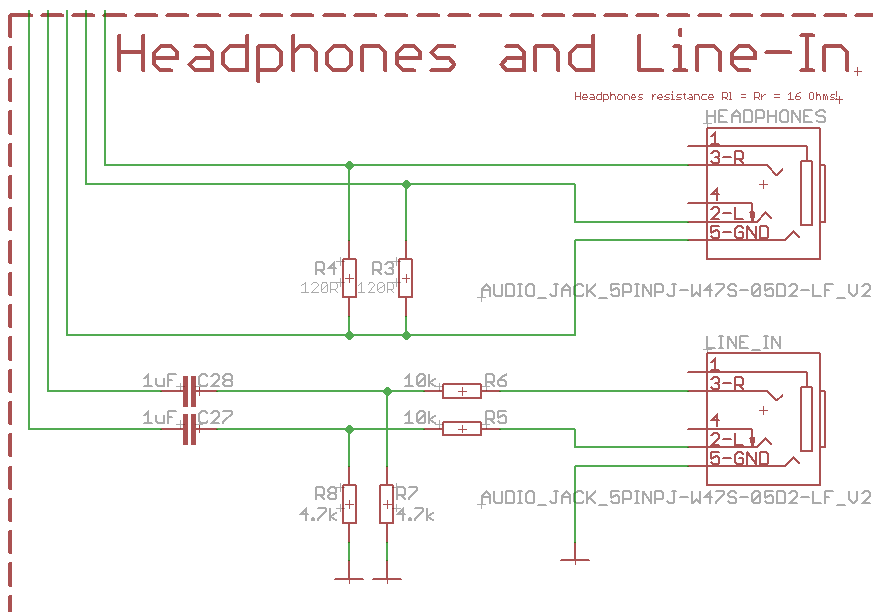 Headphones and Line-In
Headphones resistance Rl = Rr = 16 Ohms!
HEADPHONES
1
3-R
4
2-L
5-GND
R4
120R
R3
120R
AUDIO_JACK_5PINPJ-W47S-05D2-LF_V2
LINE_IN
1
3-R
4
2-L
5-GND
1uF C28
10k R6
1uF C27
10k R5
R8
4.7k
R7
4.7k
AUDIO_JACK_5PINPJ-W47S-05D2-LF_V2